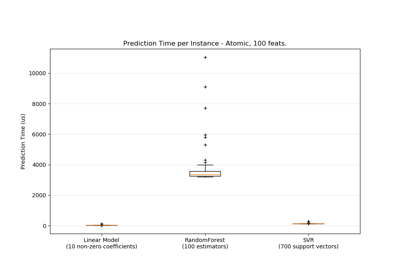 Prediction Time per Instance - Atomic, 100 feats.
10000
8000
6000
4000
2000
0
Prediction Time (us)
Linear Model
(10 non-zero coefficients)
RandomForest
(100 estimators)
SVR
(700 support vectors)